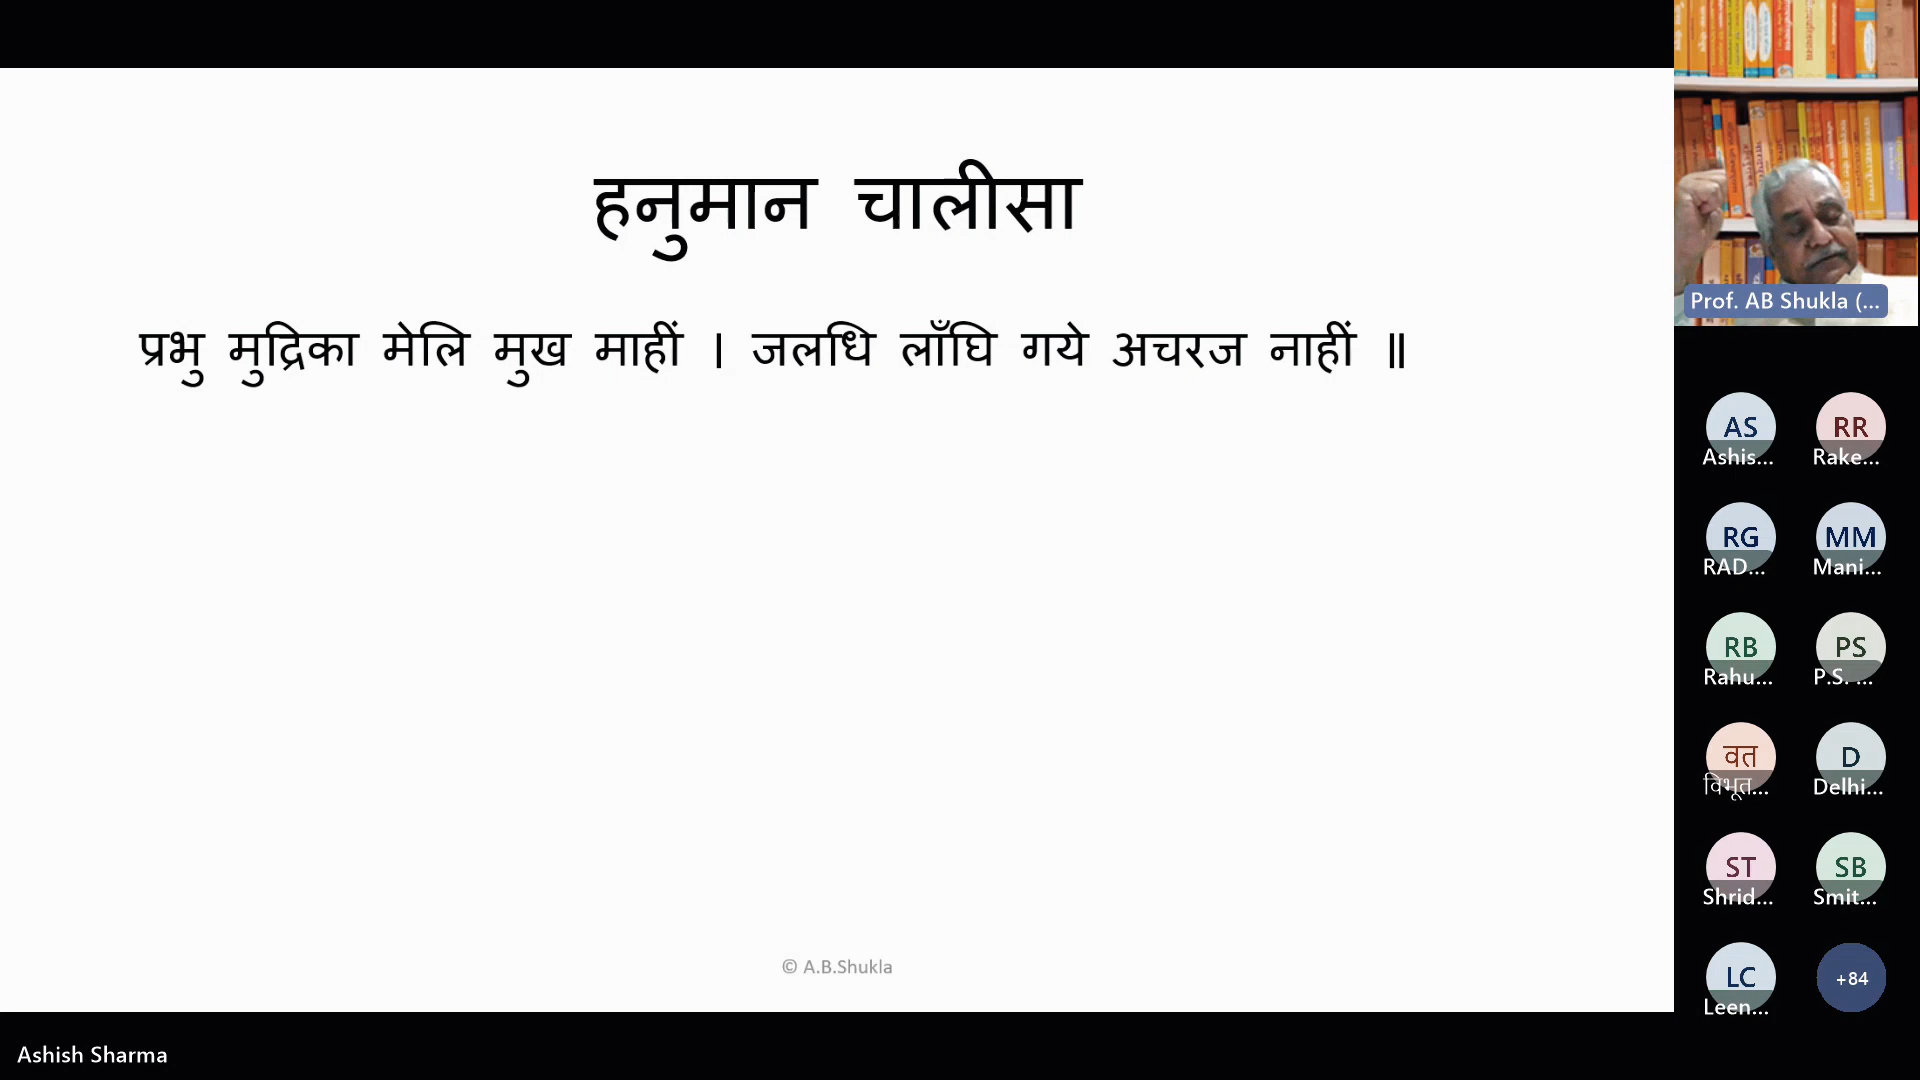 हनुमान चालीसा
प्रभु मुद्रिका मेलि मुख माहीं । जलधि लाँघि गये अचरज नाहीं ॥
© A.B.Shukla
Ashish Sharma
Prof. AB Shukla (...
AS
Ashis...
RR
Rake...
RG
RAD...
MM
Mani...
RB
Rahu...
PS
P.S. ...
वत
विभूत...
D
Delhi...
ST
Shrid...
SB
Smit...
LC
Leen...
+84